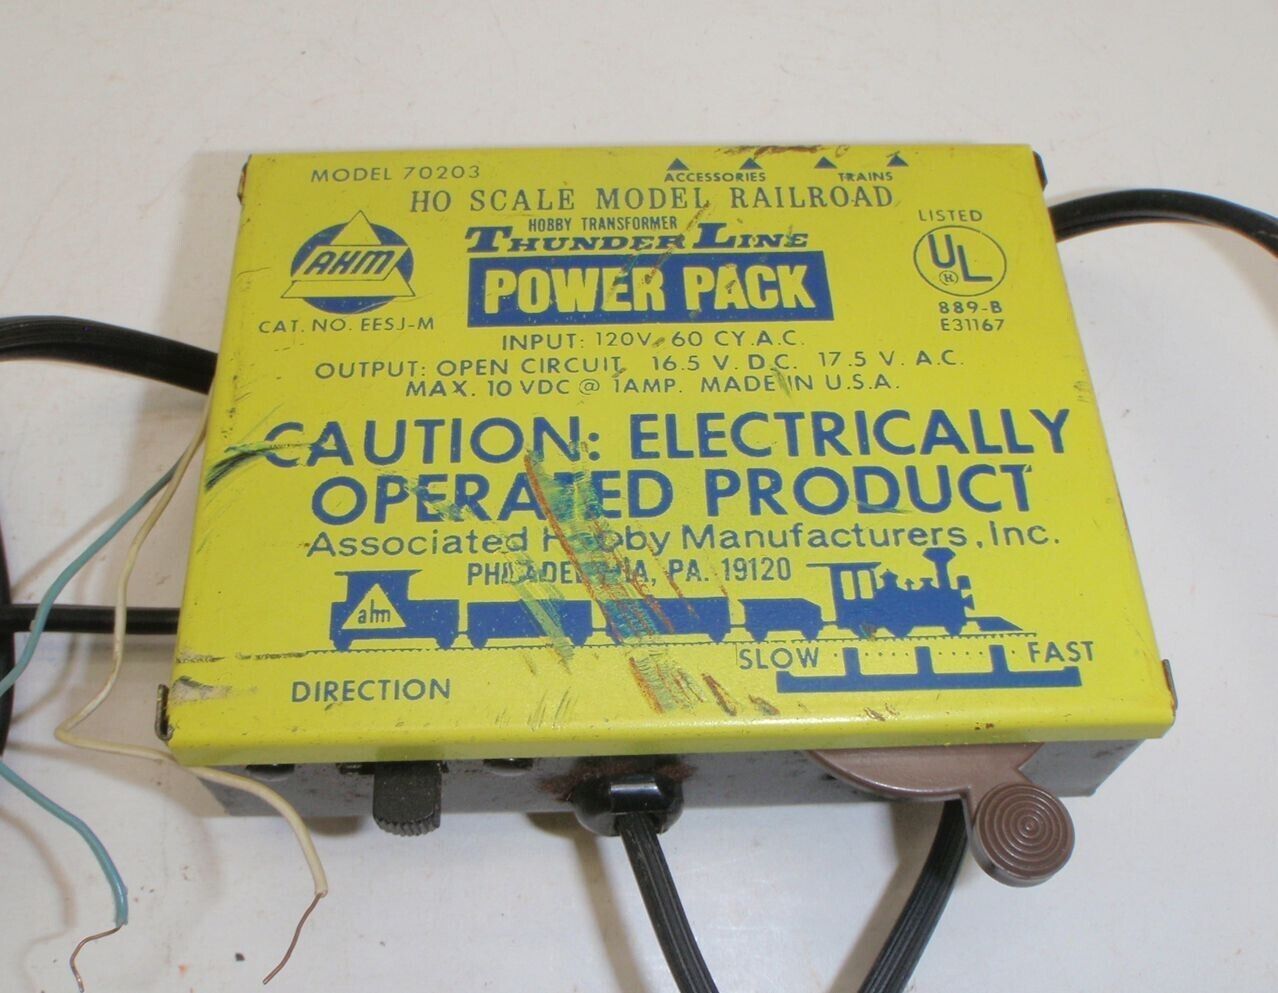 MODEL 70203
ACCESSORIES TRAINS
HO SCALE MODEL RAILROAD
HOBBY TRANSFORMER
THUNDER LINE
POWER PACK
AHM
CAT. NO. EESJ-M
LISTED
UL
R
889-B
E31167
INPUT: 120V. 60 CY. A.C.
OUTPUT: OPEN CIRCUIT 16.5 V. D.C. 17.5 V. A.C.
MAX. 10 VDC @ 1AMP. MADE IN U.S.A.
CAUTION: ELECTRICALLY
OPERATED PRODUCT
Associated Hobby Manufacturers, Inc.
PHILADELPHIA, PA. 19120
ahm
SLOW FAST
DIRECTION